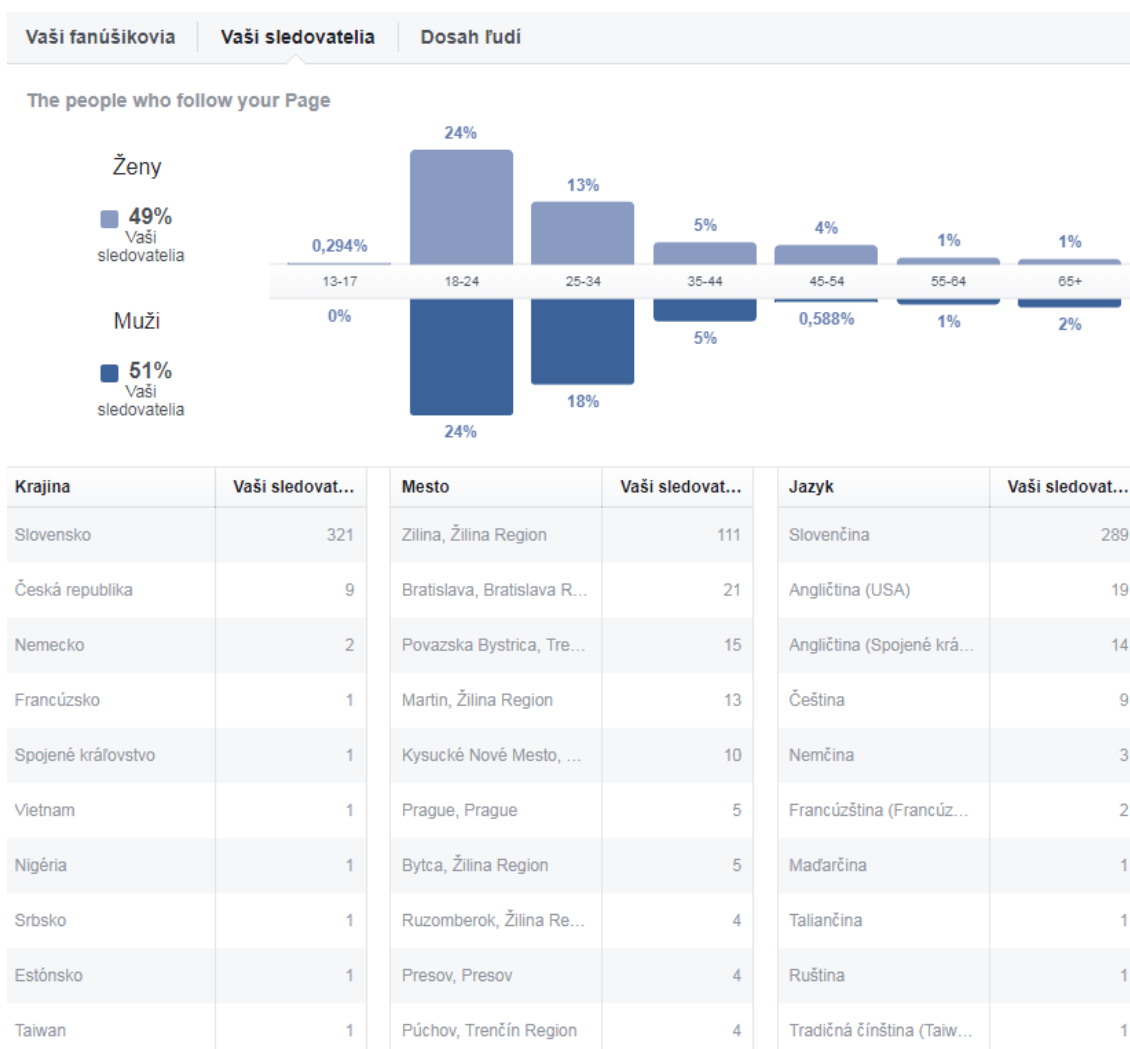 Vaši fanúšikovia Vaši sledovatelia Dosah ľudí
The people who follow your Page
Ženy
49%
Vaši
sledovatelia
24%
13%
5%
4%
1%
1%
0,294%
13-17 18-24 25-34 35-44 45-54 55-64 65+
Muži
51%
Vaši
sledovatelia
0%
24%
18%
5%
0,588%
1%
2%
Krajina Vaši sledovat... Mesto Vaši sledovat... Jazyk Vaši sledovat...
Slovensko 321 Zilina, Žilina Region 111 Slovenčina 289
Česká republika 9 Bratislava, Bratislava R... 21 Angličtina (USA) 19
Nemecko 2 Povazska Bystrica, Tre... 15 Angličtina (Spojené krá... 14
Francúzsko 1 Martin, Žilina Region 13 Čeština 9
Spojené kráľovstvo 1 Kysucké Nové Mesto, ... 10 Nemčina 3
Vietnam 1 Prague, Prague 5 Francúzština (Francúz... 2
Nigéria 1 Bytca, Žilina Region 5 Maďarčina 1
Srbsko 1 Ruzomberok, Žilina Re... 4 Taliančina 1
Estónsko 1 Presov, Presov 4 Ruština 1
Taiwan 1 Púchov, Trenčín Region 4 Tradičná čínština (Taiw... 1